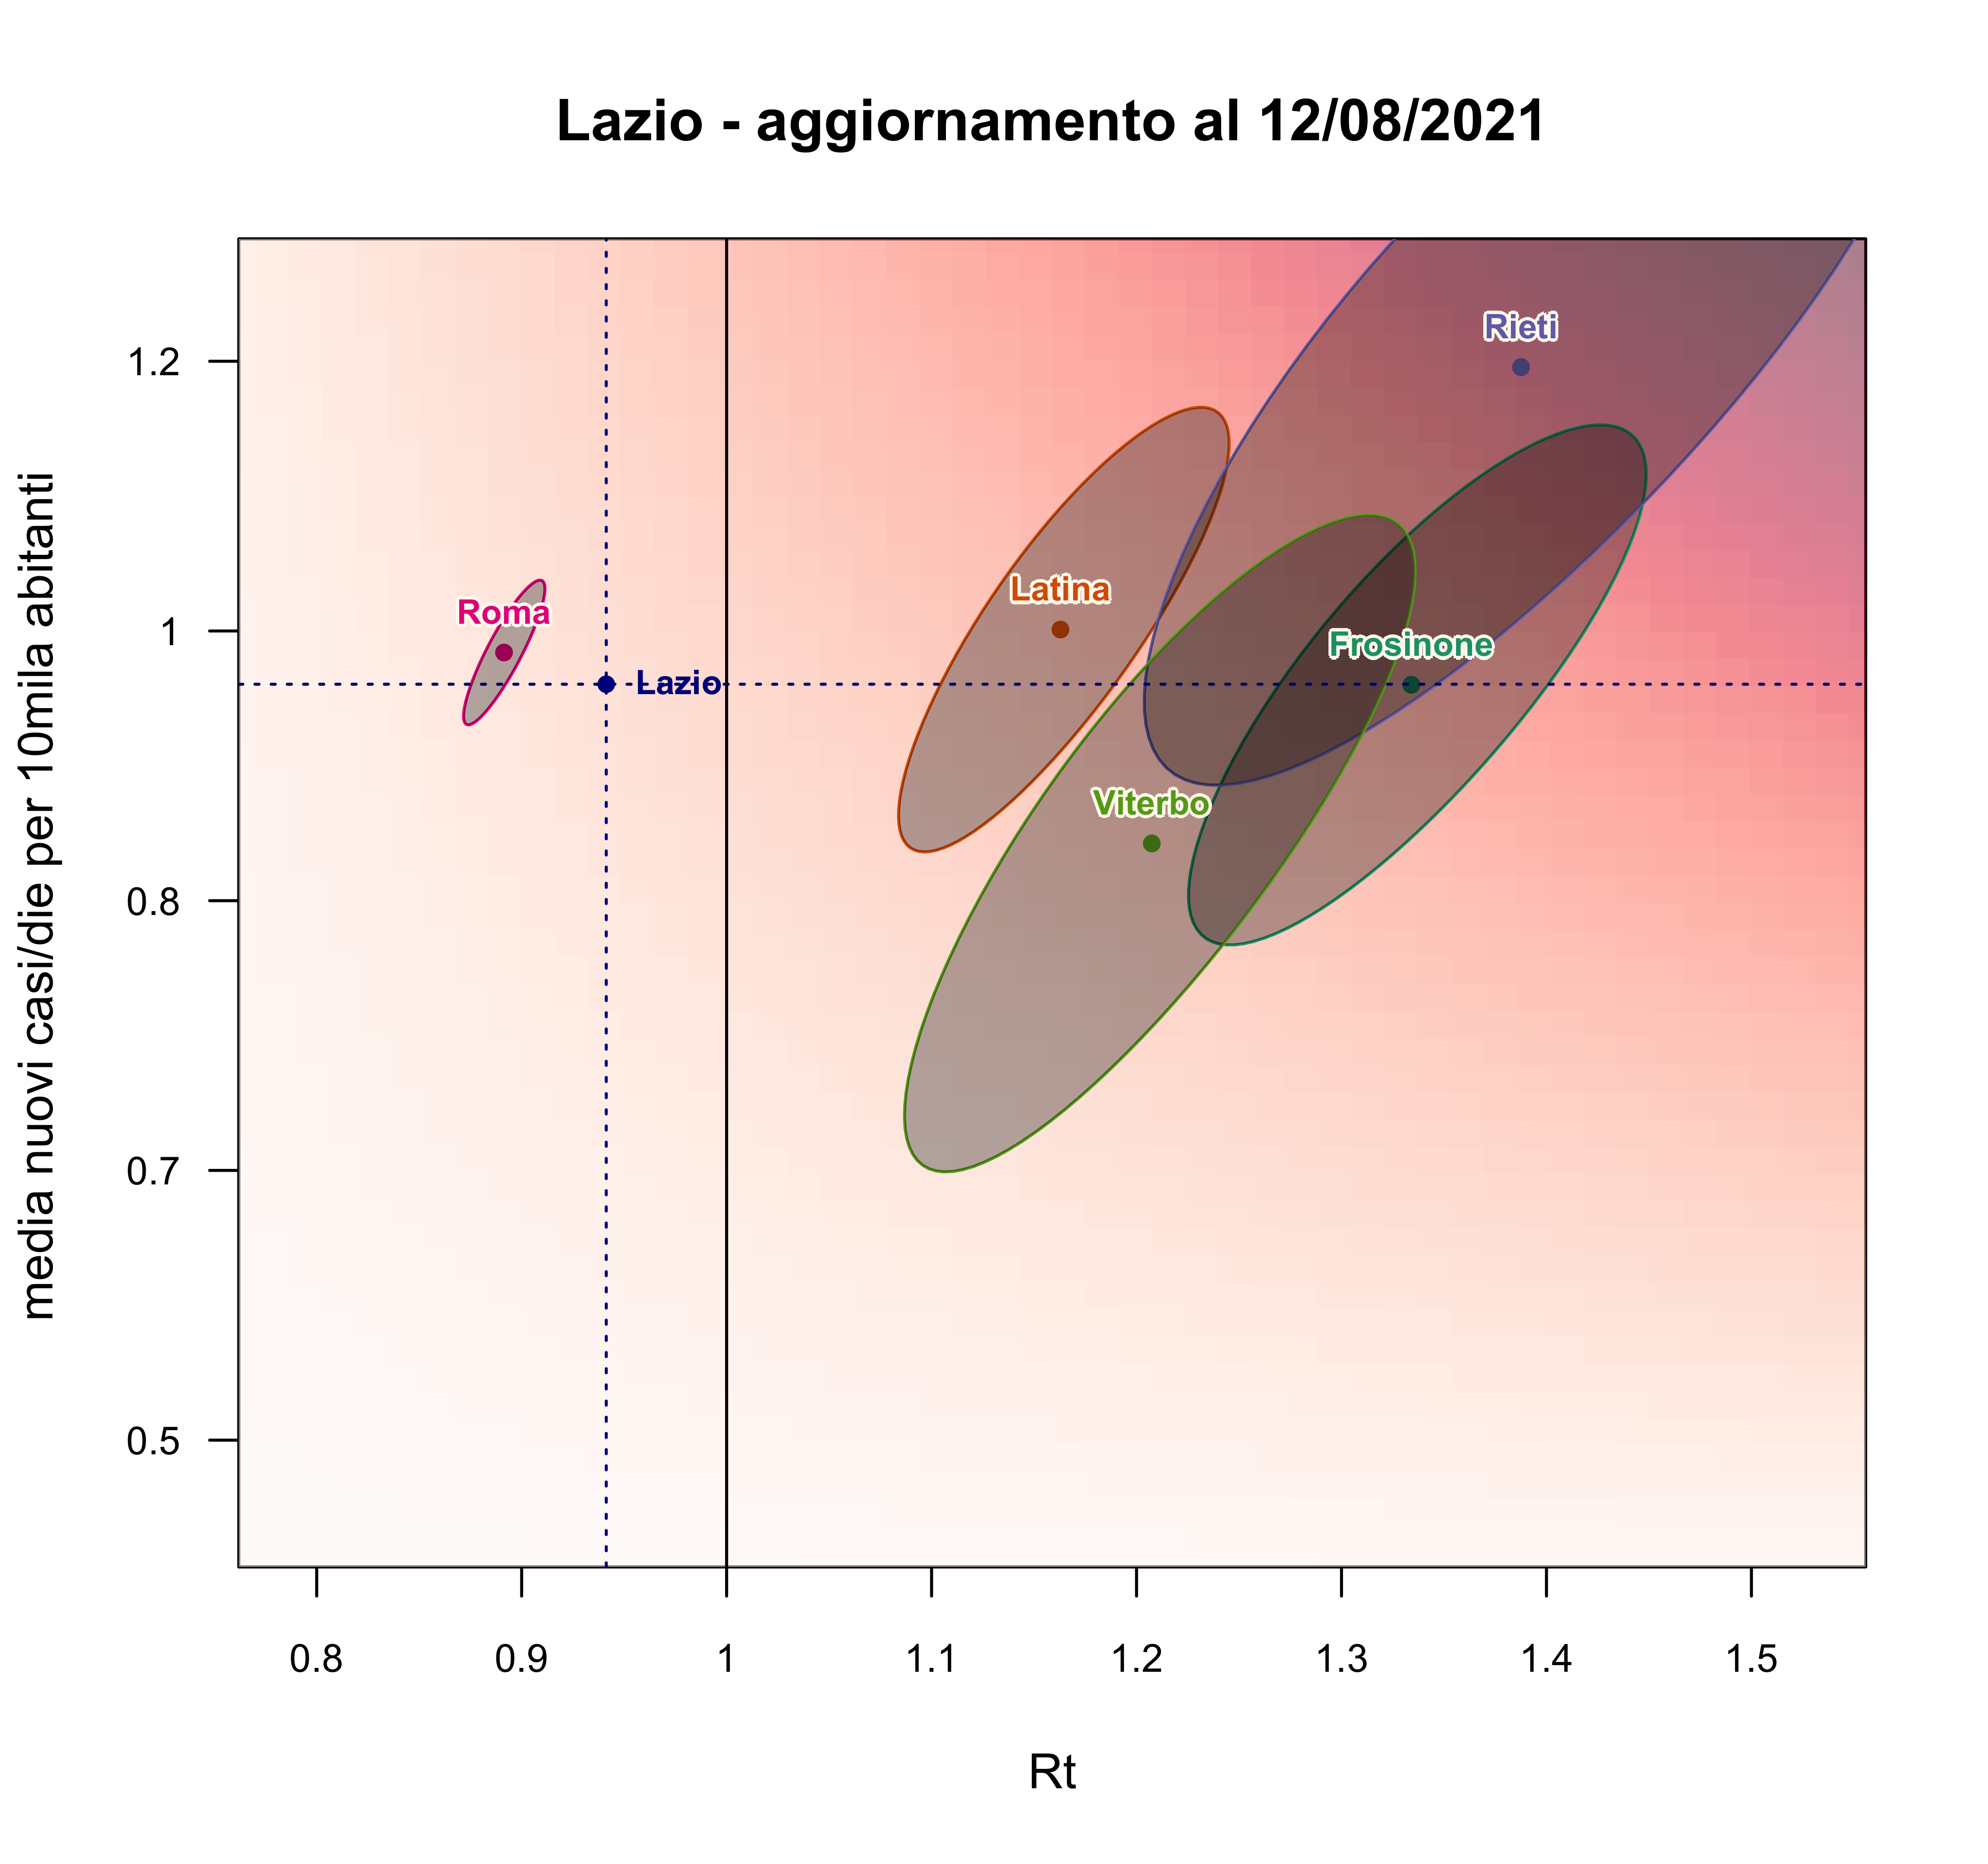 Lazio - aggiornamento al 12/08/2021
media nuovi casi/die per 10mila abitanti
1.2
1
0.8
0.7
0.5
Rieti
Latina
Roma
Frosinone
Lazio
Viterbo
0.8 0.9 1 1.1 1.2 1.3 1.4 1.5
Rt